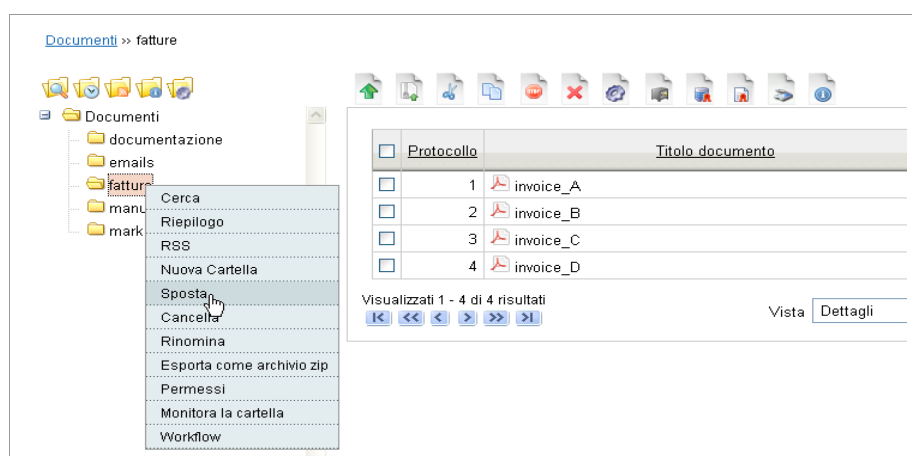 Documenti » fatture
Documenti
documentazione
emails
fatture
manu
mark
Cerca
Riepilogo
RSS
Nuova Cartella
Sposta
Cancella
Rinomina
Esporta come archivio zip
Permessi
Monitora la cartella
Workflow
Protocollo Titolo documento
1 invoice_A
2 invoice_B
3 invoice_C
4 invoice_D
Visualizzati 1 - 4 di 4 risultati
Vista Dettagli